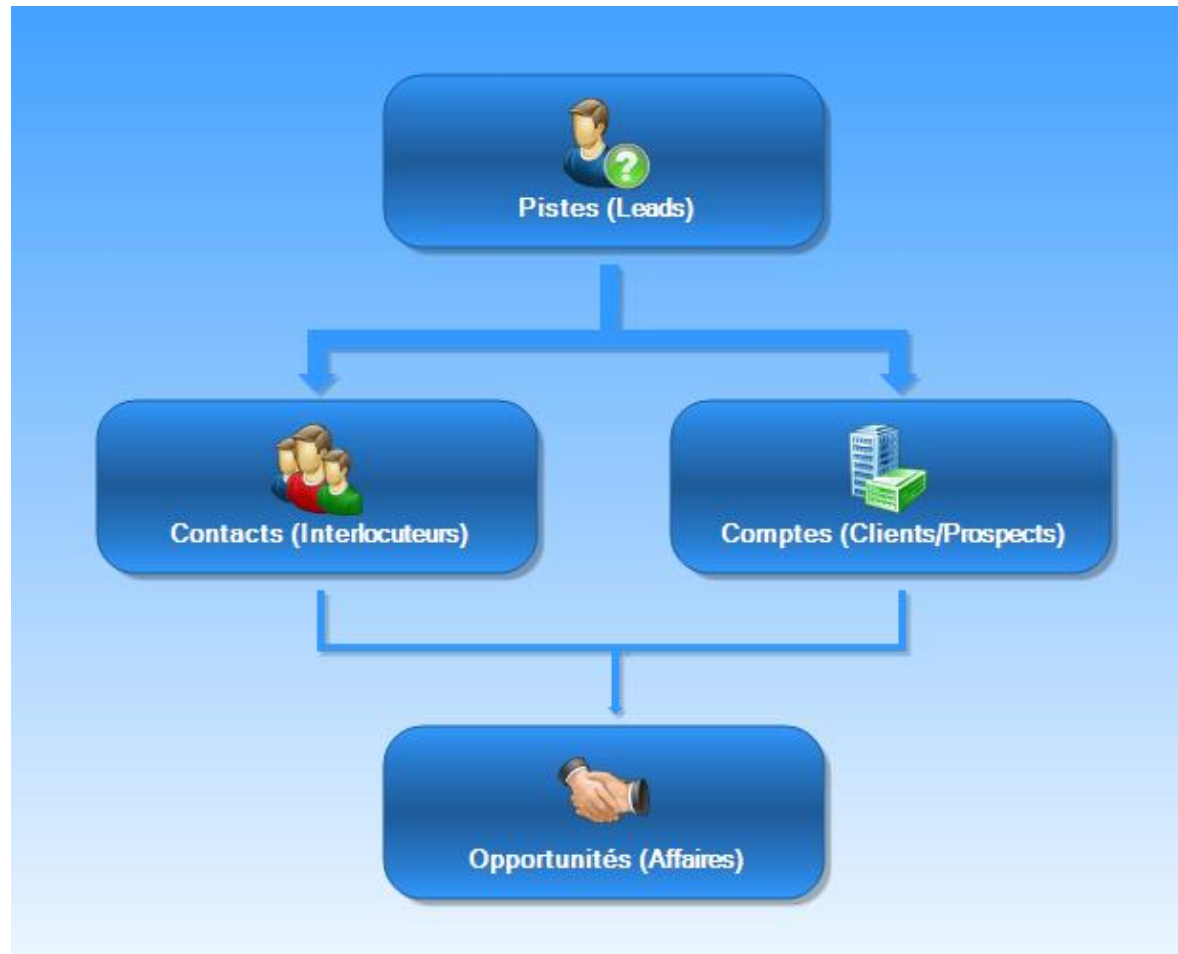 Pistes (Leads)
Contacts (Interlocuteurs)
Comptes (Clients/Prospects)
Opportunités (Affaires)